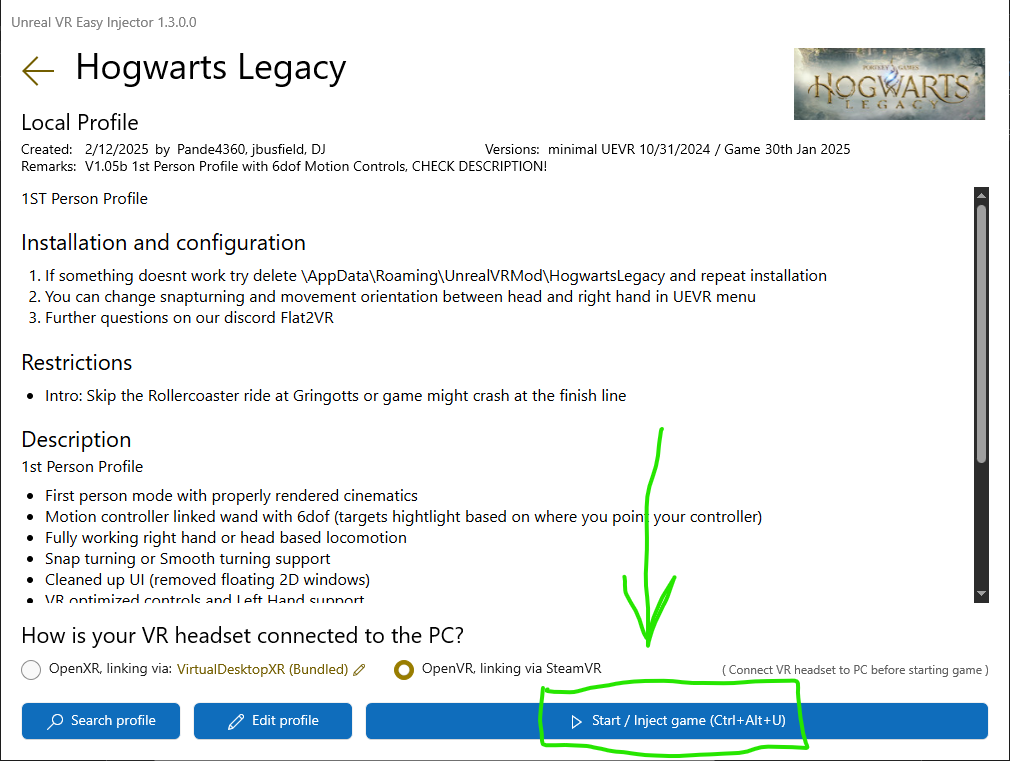 Unreal VR Easy Injector 1.3.0.0
Hogwarts Legacy
PORTKEY GAMES
HOGWARTS
LEGACY
Local Profile
Created: 2/12/2025 by Pande4360, jbusfield, DJ Versions: minimal UEVR 10/31/2024 / Game 30th Jan 2025
Remarks: V1.05b 1st Person Profile with 6dof Motion Controls, CHECK DESCRIPTION!
1ST Person Profile
Installation and configuration
1. If something doesnt work try delete \AppData\Roaming\UnrealVRMod\HogwartsLegacy and repeat installation
2. You can change snapturning and movement orientation between head and right hand in UEVR menu
3. Further questions on our discord Flat2VR
Restrictions
• Intro: Skip the Rollercoaster ride at Gringotts or game might crash at the finish line
Description
1st Person Profile
• First person mode with properly rendered cinematics
• Motion controller linked wand with 6dof (targets hightlight based on where you point your controller)
• Fully working right hand or head based locomotion
• Snap turning or Smooth turning support
• Cleaned up UI (removed floating 2D windows)
• VR optimized controls and Left Hand support
How is your VR headset connected to the PC?
OpenXR, linking via: VirtualDesktopXR (Bundled) OpenVR, linking via SteamVR ( Connect VR headset to PC before starting game )
Search profile Edit profile Start / Inject game (Ctrl+Alt+U)